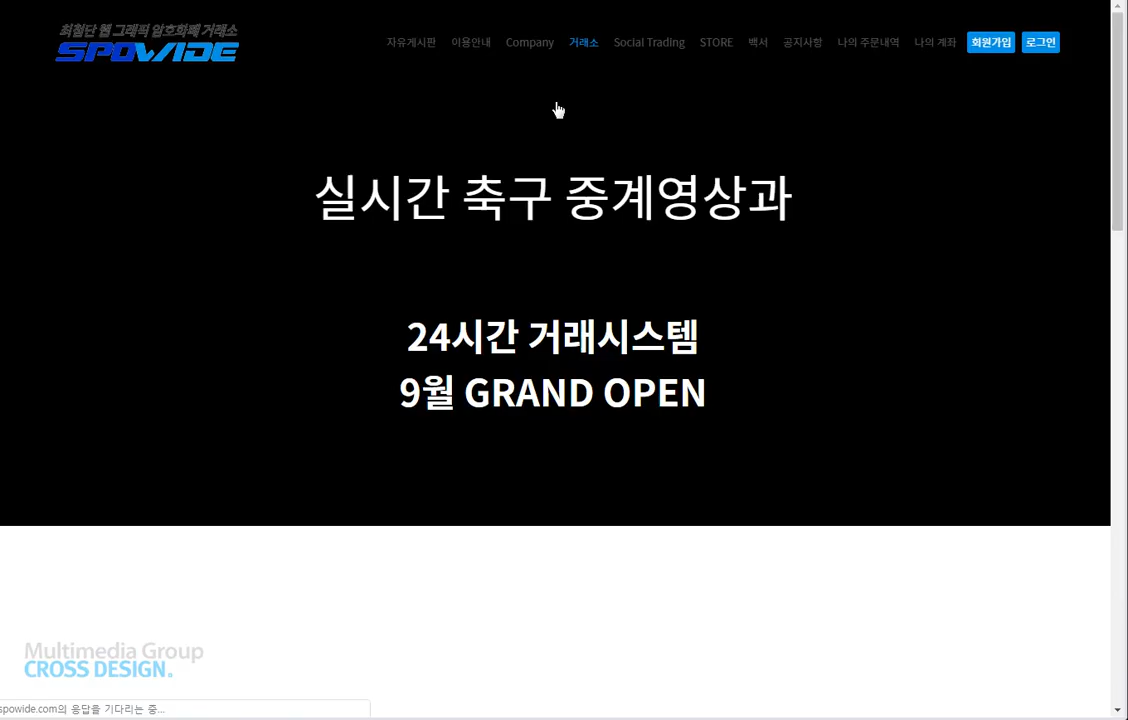 최첨단 웹 그래픽 암호화폐 거래소
SPOWIDE
자유게시판 이용안내 Company 거래소 Social Trading STORE 백서 공지사항 나의 주문내역 나의 계좌 회원가입 로그인
실시간 축구 중계영상과
24시간 거래시스템
9월 GRAND OPEN
Multimedia Group
CROSS DESIGN.
spowide.com의 응답을 기다리는 중...